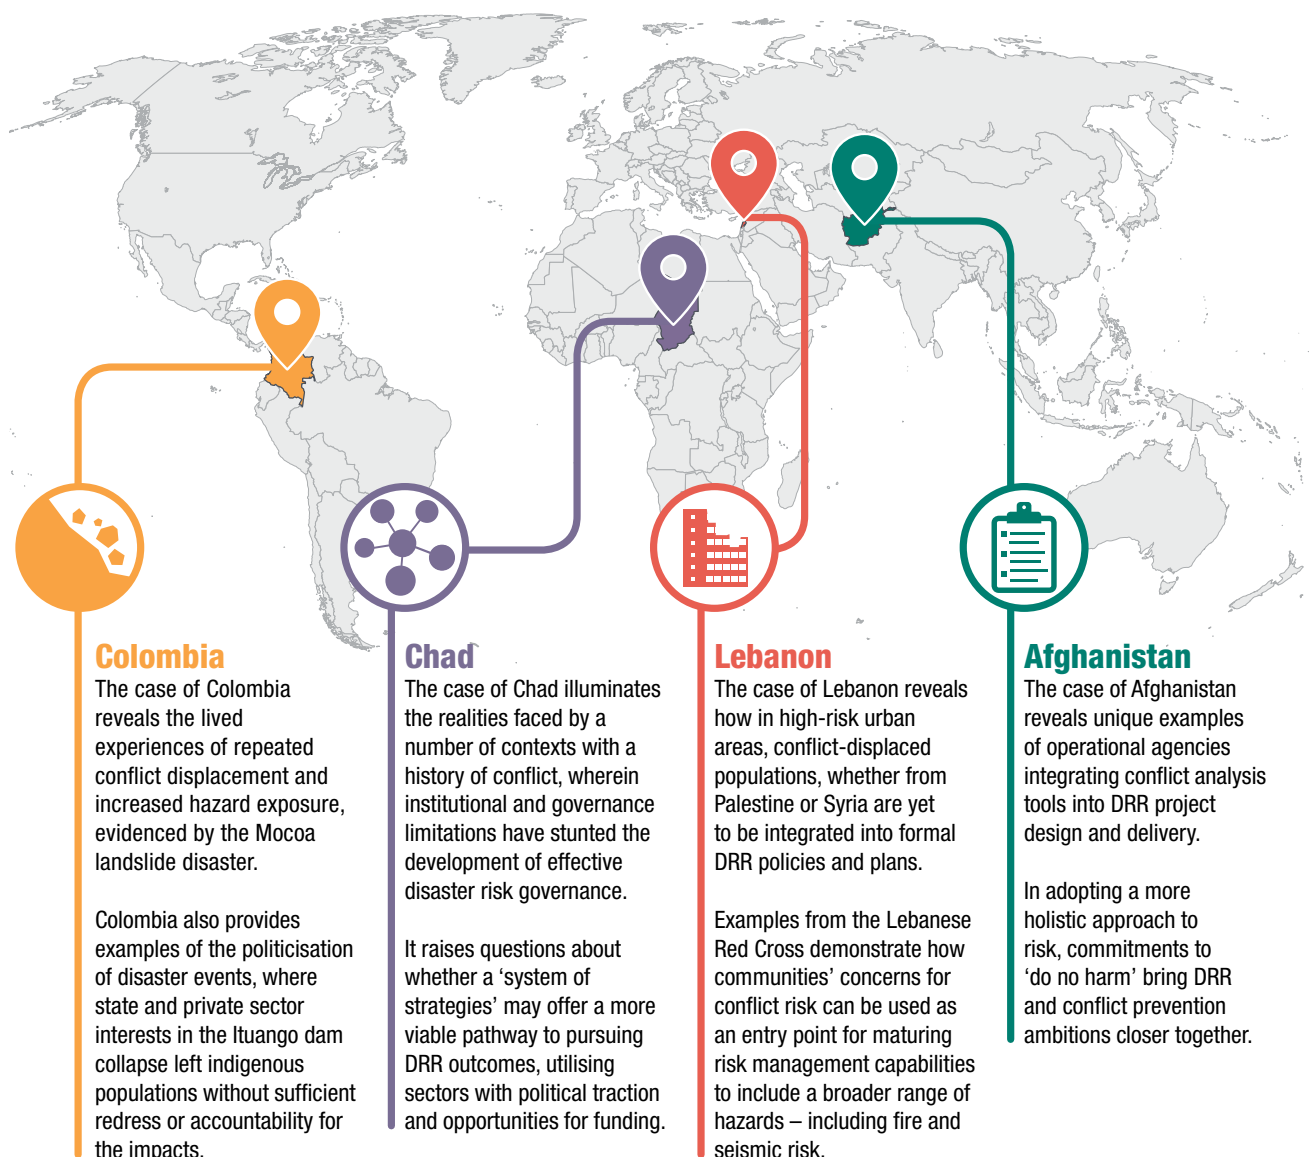 Colombia
The case of Colombia
reveals the lived
experiences of repeated
conflict displacement and
increased hazard exposure,
evidenced by the Mocoa
landslide disaster.
Colombia also provides
examples of the politicisation
of disaster events, where
state and private sector
interests in the Ituango dam
collapse left indigenous
populations without sufficient
redress or accountability for
the impacts.
Chad
The case of Chad illuminates
the realities faced by a
number of contexts with a
history of conflict, wherein
institutional and governance
limitations have stunted the
development of effective
disaster risk governance.
It raises questions about
whether a ‘system of
strategies’ may offer a more
viable pathway to pursuing
DRR outcomes, utilising
sectors with political traction
and opportunities for funding.
Lebanon
The case of Lebanon reveals
how in high-risk urban
areas, conflict-displaced
populations, whether from
Palestine or Syria are yet
to be integrated into formal
DRR policies and plans.
Examples from the Lebanese
Red Cross demonstrate how
communities’ concerns for
conflict risk can be used as
an entry point for maturing
risk management capabilities
to include a broader range of
hazards – including fire and
seismic risk.
Afghanistan
The case of Afghanistan
reveals unique examples
of operational agencies
integrating conflict analysis
tools into DRR project
design and delivery.
In adopting a more
holistic approach to
risk, commitments to
‘do no harm’ bring DRR
and conflict prevention
ambitions closer together.